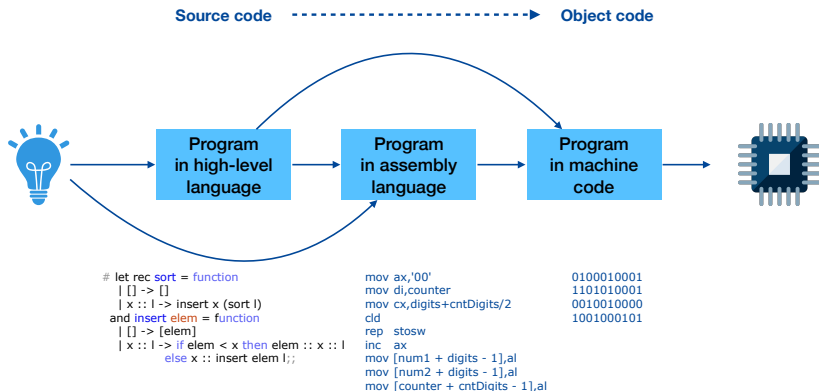 Source code
Object code
Program
in high-level
language
Program
in assembly
language
Program
in machine
code
# let rec sort = function
| [] -> []
| x :: l -> insert x (sort l)
and insert elem = function
| [] -> [elem]
| x :: l -> if elem < x then elem :: x :: l
else x :: insert elem l;;
mov ax,'00'
mov di,counter
mov cx,digits+cntDigits/2
cld
rep stosw
inc ax
mov [num1 + digits - 1],al
mov [num2 + digits - 1],al
mov [counter + cntDigits - 1],al
0100010001
1101010001
0010010000
1001000101